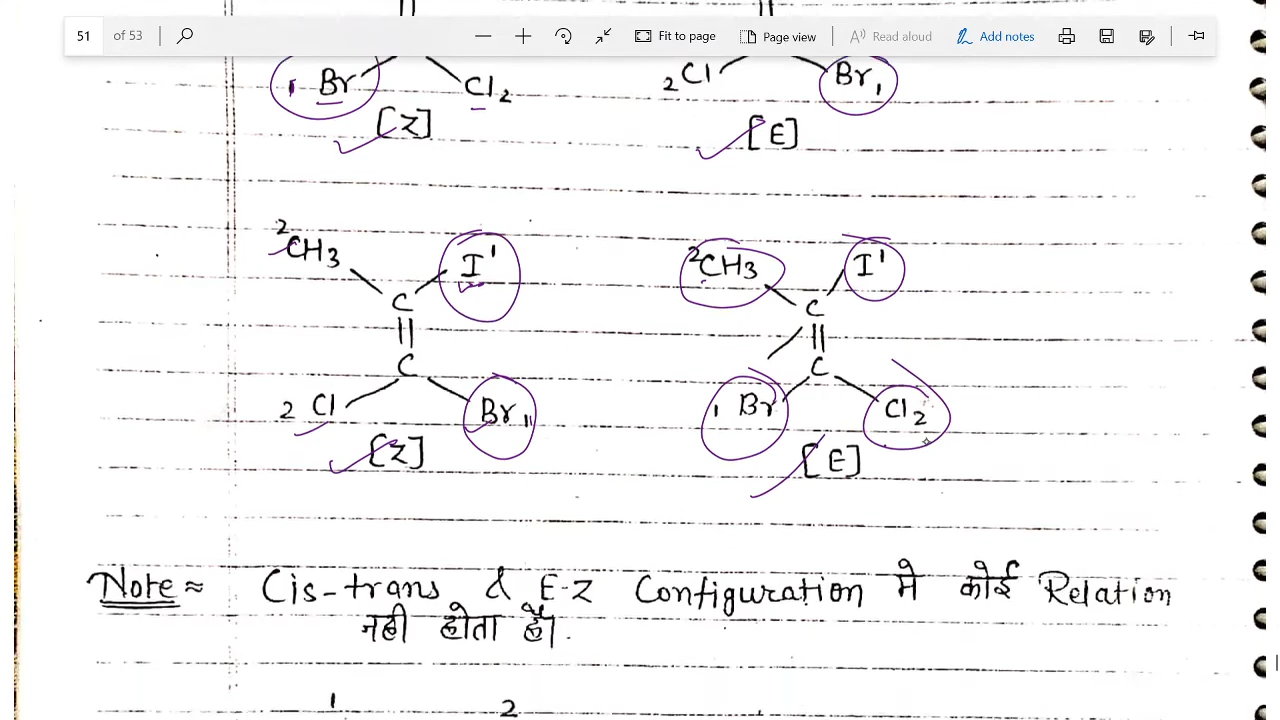 51 of 53 Fit to page Page view Read aloud Add notes
1 Br Cl 2 2 Cl Br 1
[Z] [E]
2 CH3 I 1 2 CH3 I 1
C C
C C
2 Cl Br 1 1 Br Cl 2
[Z] [E]
Note ≈ Cis-trans & E-Z Configuration मे कोई Relation
नही होता है।
1 2